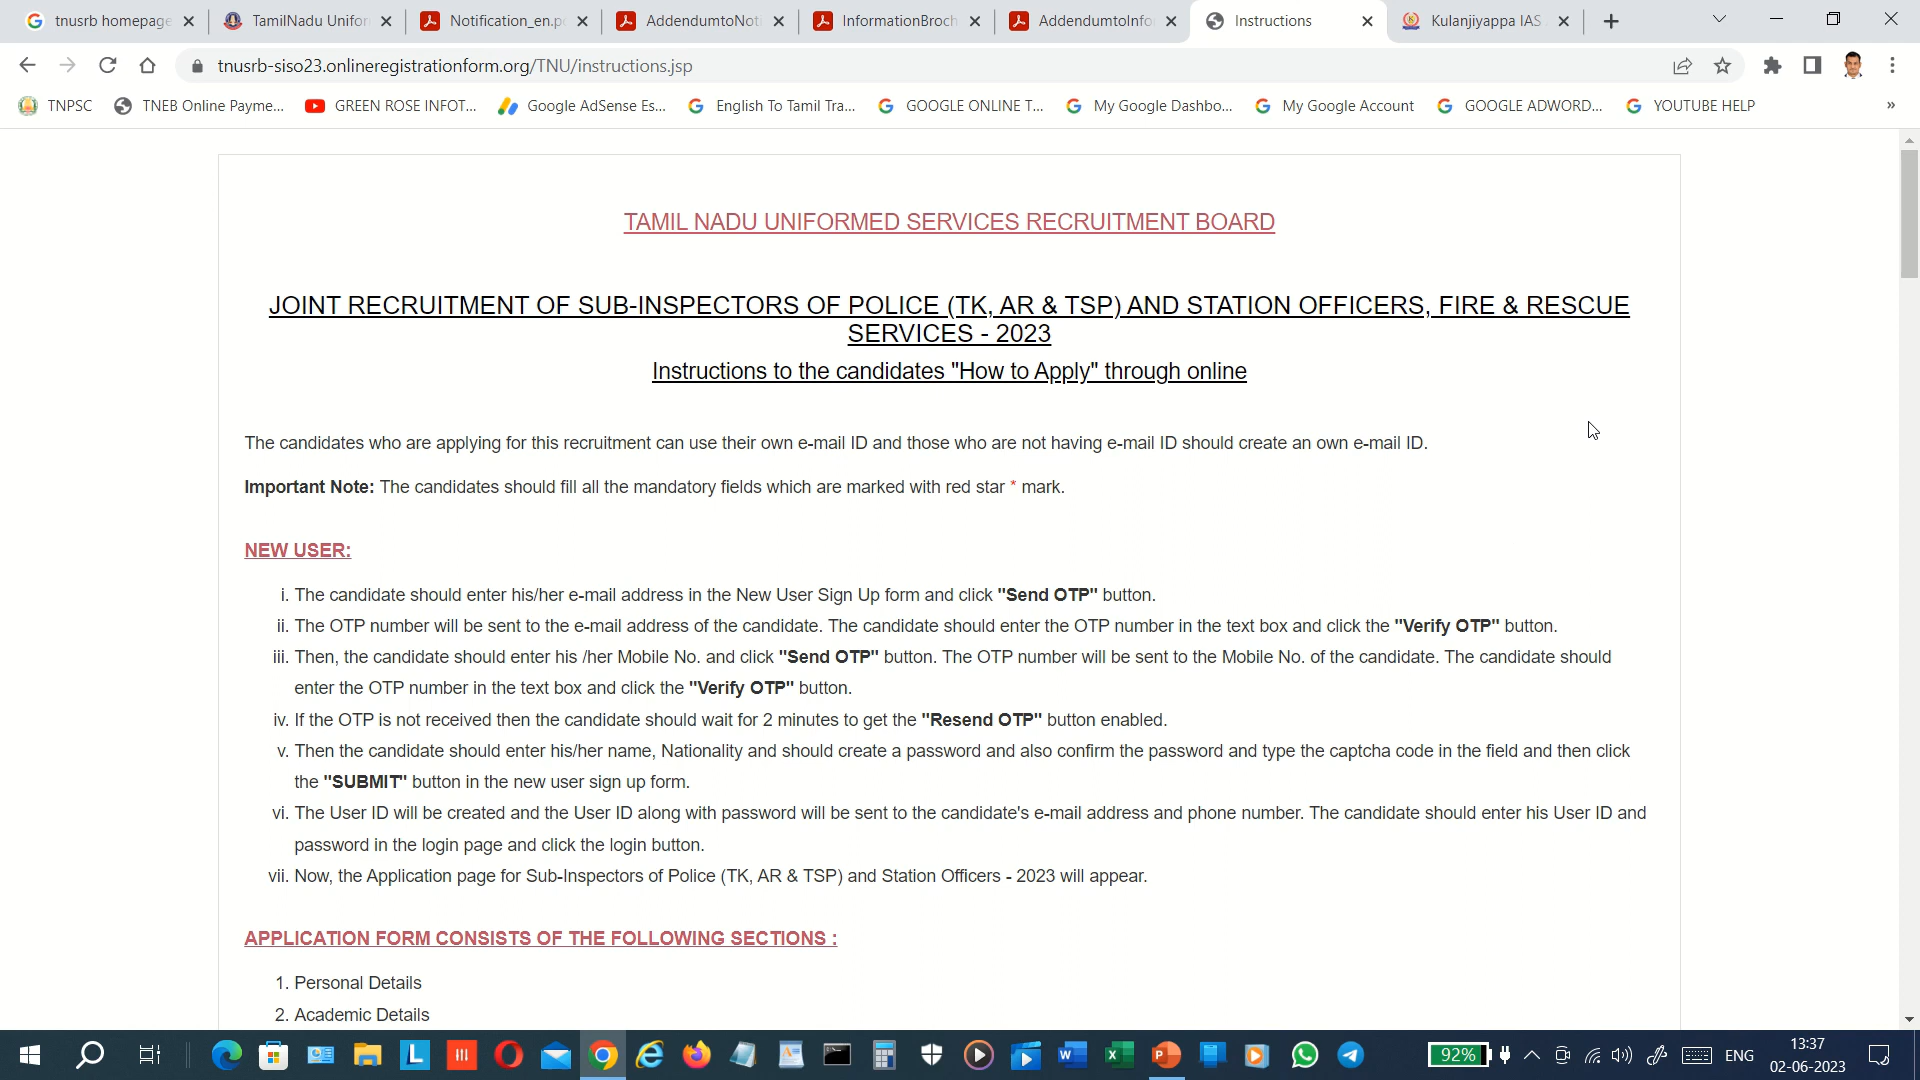 tnusrb homepage
TamilNadu Unifor
Notification_en.p
AddendumtoNoti
InformationBroch
AddendumtoInfo
Instructions
Kulanjiyappa IAS
tnusrb-siso23.onlineregistrationform.org/TNU/instructions.jsp
TNPSC
TNEB Online Payme...
GREEN ROSE INFOT...
Google AdSense Es...
English To Tamil Tra...
GOOGLE ONLINE T...
My Google Dashbo...
My Google Account
GOOGLE ADWORD...
YOUTUBE HELP
»
TAMIL NADU UNIFORMED SERVICES RECRUITMENT BOARD
JOINT RECRUITMENT OF SUB-INSPECTORS OF POLICE (TK, AR & TSP) AND STATION OFFICERS, FIRE & RESCUE
SERVICES - 2023
Instructions to the candidates "How to Apply" through online
The candidates who are applying for this recruitment can use their own e-mail ID and those who are not having e-mail ID should create an own e-mail ID.
Important Note: The candidates should fill all the mandatory fields which are marked with red star * mark.
NEW USER:
i. The candidate should enter his/her e-mail address in the New User Sign Up form and click "Send OTP" button.
ii. The OTP number will be sent to the e-mail address of the candidate. The candidate should enter the OTP number in the text box and click the "Verify OTP" button.
iii. Then, the candidate should enter his /her Mobile No. and click "Send OTP" button. The OTP number will be sent to the Mobile No. of the candidate. The candidate should
enter the OTP number in the text box and click the "Verify OTP" button.
iv. If the OTP is not received then the candidate should wait for 2 minutes to get the "Resend OTP" button enabled.
v. Then the candidate should enter his/her name, Nationality and should create a password and also confirm the password and type the captcha code in the field and then click
the "SUBMIT" button in the new user sign up form.
vi. The User ID will be created and the User ID along with password will be sent to the candidate's e-mail address and phone number. The candidate should enter his User ID and
password in the login page and click the login button.
vii. Now, the Application page for Sub-Inspectors of Police (TK, AR & TSP) and Station Officers - 2023 will appear.
APPLICATION FORM CONSISTS OF THE FOLLOWING SECTIONS :
1. Personal Details
2. Academic Details
92%
ENG
13:37
02-06-2023